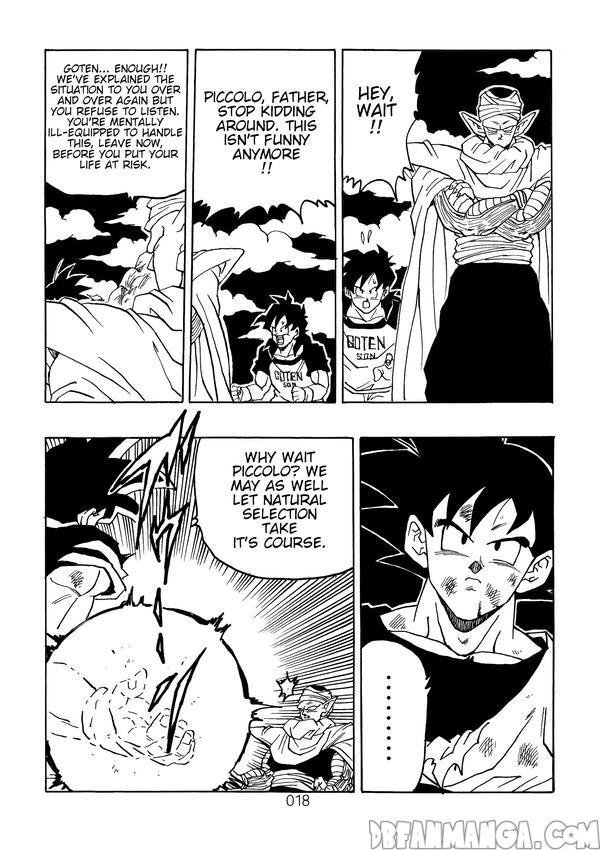 HEY,
WAIT
!!
PICCOLO, FATHER,
STOP KIDDING
AROUND. THIS
ISN'T FUNNY
ANYMORE
!!
GOTEN
SON
GOTEN
SON
GOTEN... ENOUGH!!
WE'VE EXPLAINED THE
SITUATION TO YOU OVER
AND OVER AGAIN BUT
YOU REFUSE TO LISTEN.
YOU'RE MENTALLY
ILL-EQUIPPED TO HANDLE
THIS, LEAVE NOW,
BEFORE YOU PUT YOUR
LIFE AT RISK.
.........
WHY WAIT
PICCOLO? WE
MAY AS WELL
LET NATURAL
SELECTION
TAKE
IT'S COURSE.
018
DBFANMANGA.COM